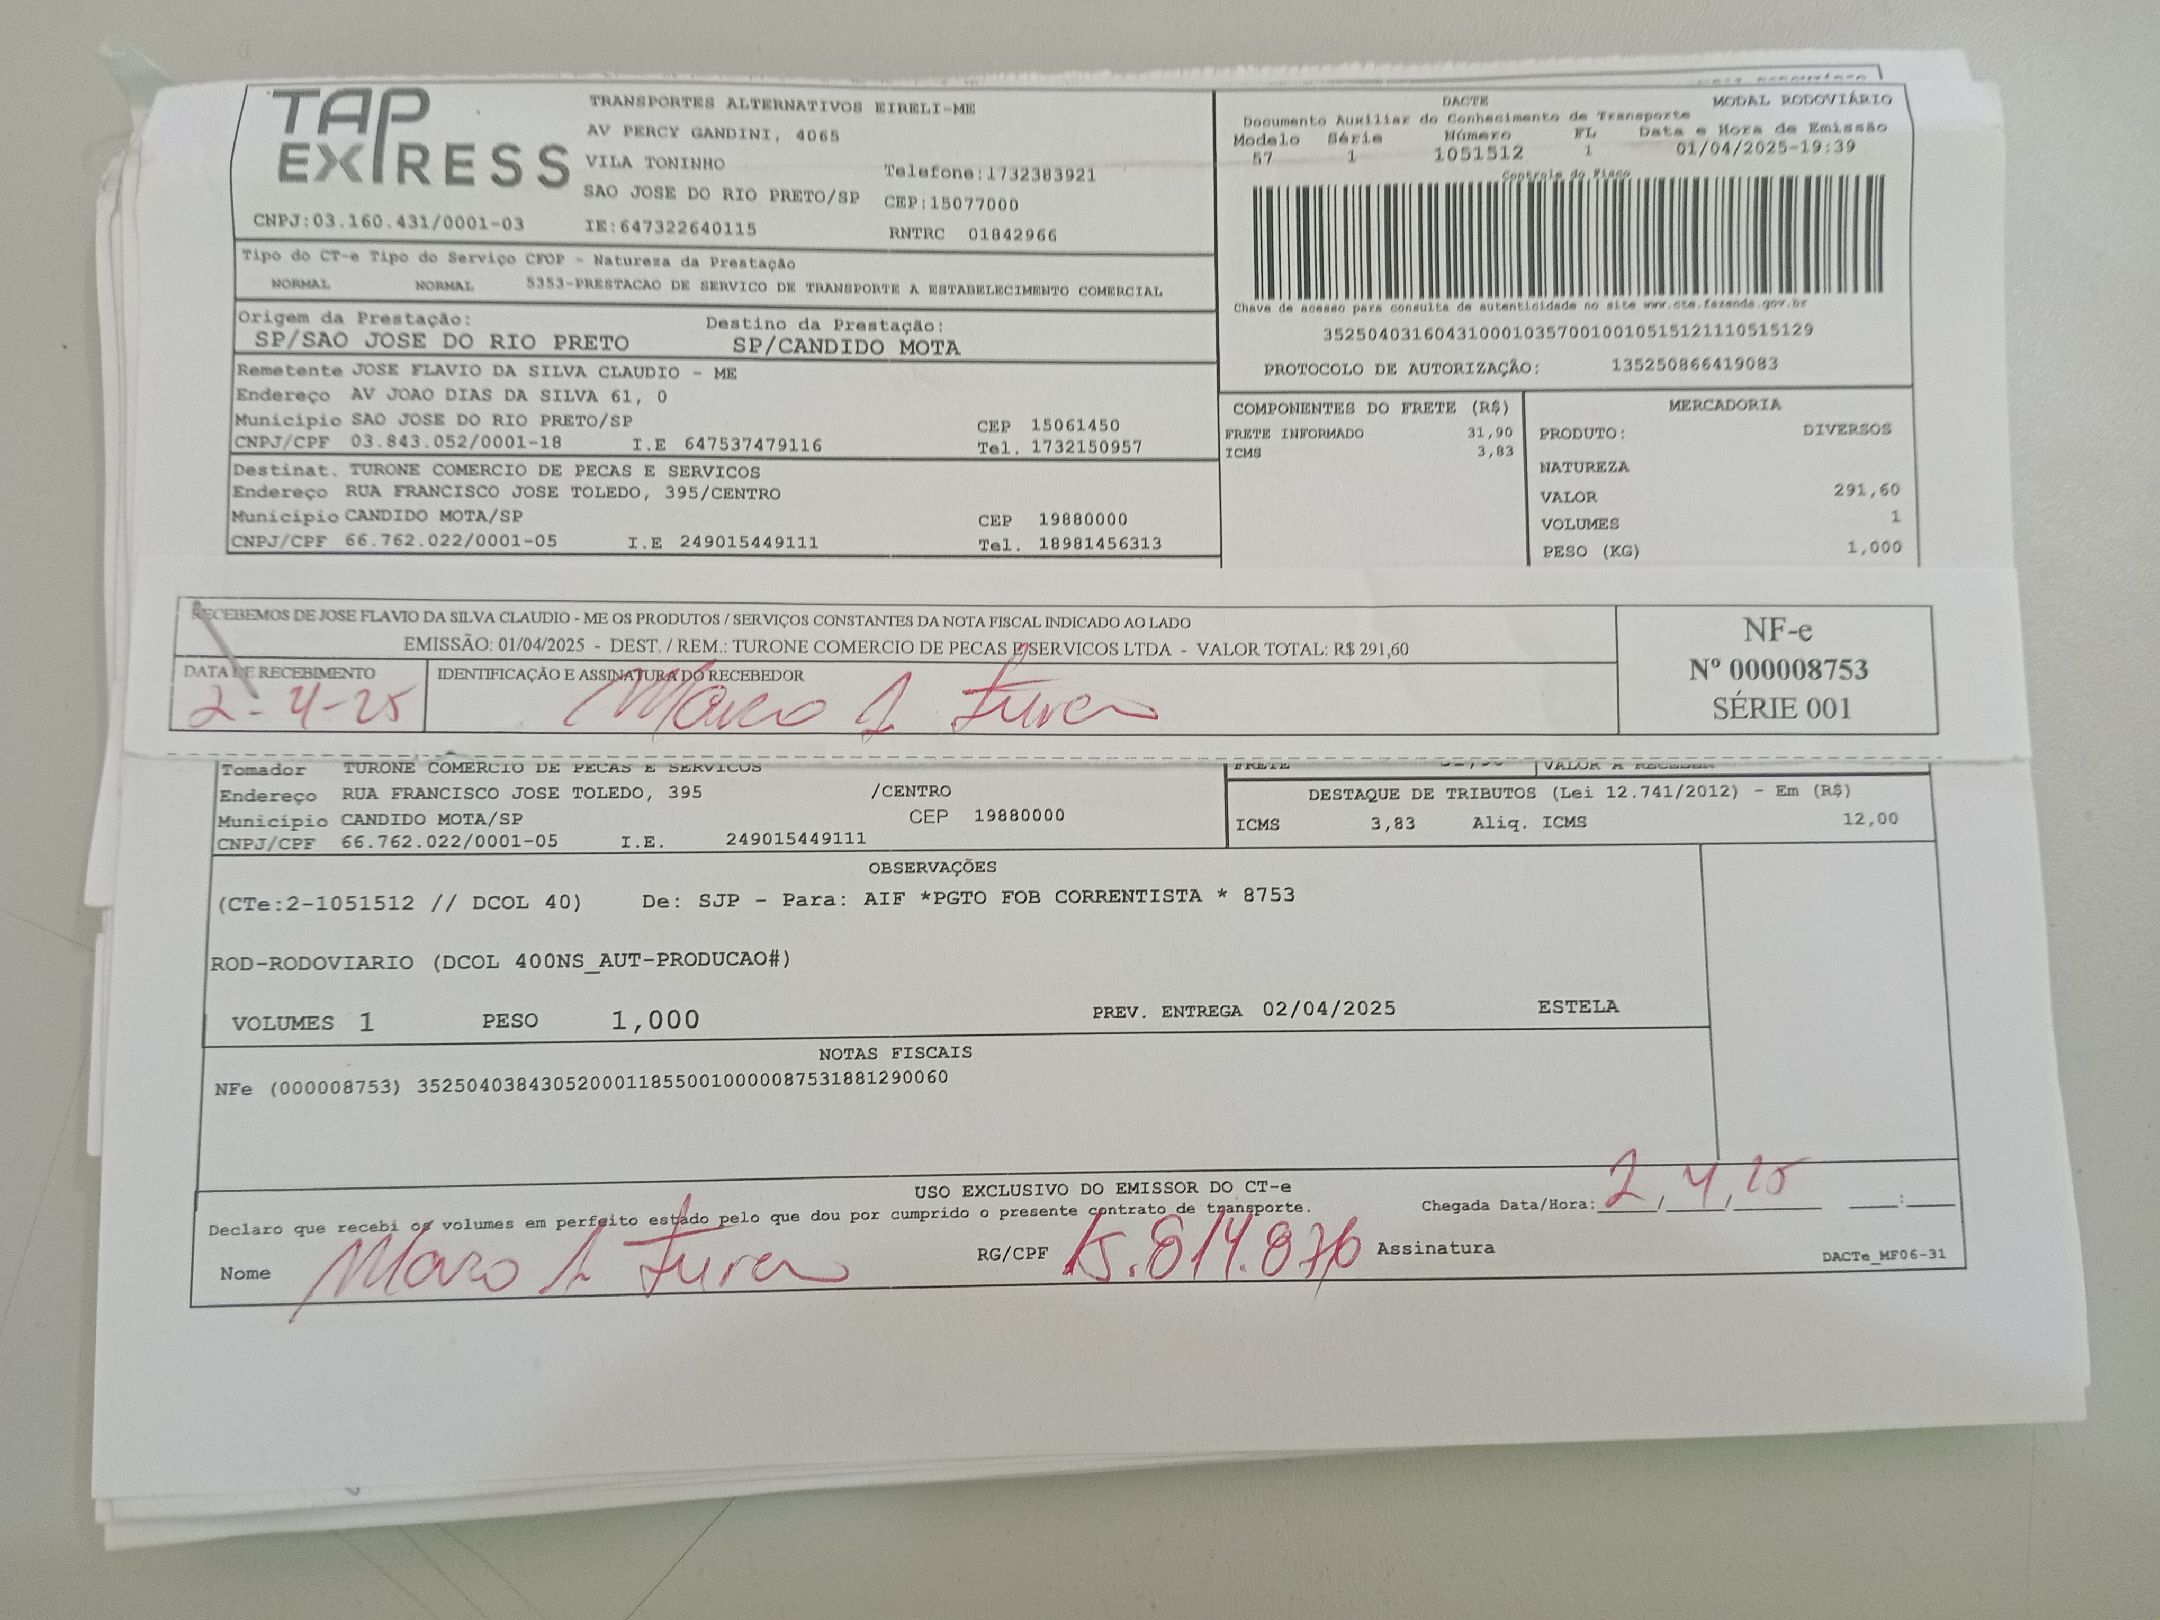 TAP EXPRESS
TRANSPORTES ALTERNATIVOS EIRELI-ME
AV PERCY GANDINI, 4065
VILA TONINHO
Telefone:1732383921
SAO JOSE DO RIO PRETO/SP CEP:15077000
CNPJ:03.160.431/0001-03 IE:647322640115 RNTRC 01842966
DACTE MODAL RODOVIÁRIO
Documento Auxiliar do Conhecimento de Transporte
Modelo Série Número FL Data e Hora de Emissão
57 1 1051512 1 01/04/2025-19:39
Controle do Fisco
Chave de acesso para consulta de autenticidade no site www.cte.fazenda.gov.br
35250403160431000103570010010515121110515129
PROTOCOLO DE AUTORIZAÇÃO: 135250866419083
Tipo do CT-e Tipo do Serviço CFOP - Natureza da Prestação
NORMAL NORMAL 5353-PRESTACAO DE SERVICO DE TRANSPORTE A ESTABELECIMENTO COMERCIAL
Origem da Prestação: Destino da Prestação:
SP/SAO JOSE DO RIO PRETO SP/CANDIDO MOTA
Remetente JOSE FLAVIO DA SILVA CLAUDIO - ME
Endereço AV JOAO DIAS DA SILVA 61, 0
Município SAO JOSE DO RIO PRETO/SP CEP 15061450
CNPJ/CPF 03.843.052/0001-18 I.E 647537479116 Tel. 1732150957
Destinat. TURONE COMERCIO DE PECAS E SERVICOS
Endereço RUA FRANCISCO JOSE TOLEDO, 395/CENTRO
Município CANDIDO MOTA/SP CEP 19880000
CNPJ/CPF 66.762.022/0001-05 I.E 249015449111 Tel. 18981456313
COMPONENTES DO FRETE (R$)
FRETE INFORMADO 31,90
ICMS 3,83
MERCADORIA
PRODUTO: DIVERSOS
NATUREZA
VALOR 291,60
VOLUMES 1
PESO (KG) 1,000
RECEBEMOS DE JOSE FLAVIO DA SILVA CLAUDIO - ME OS PRODUTOS / SERVIÇOS CONSTANTES DA NOTA FISCAL INDICADO AO LADO
EMISSÃO: 01/04/2025 - DEST. / REM.: TURONE COMERCIO DE PECAS E SERVICOS LTDA - VALOR TOTAL: R$ 291,60
DATA DE RECEBIMENTO IDENTIFICAÇÃO E ASSINATURA DO RECEBEDOR
2-4-25
NF-e
Nº 000008753
SÉRIE 001
Tomador TURONE COMERCIO DE PECAS E SERVICOS
Endereço RUA FRANCISCO JOSE TOLEDO, 395 /CENTRO
Município CANDIDO MOTA/SP CEP 19880000
CNPJ/CPF 66.762.022/0001-05 I.E. 249015449111
FRETE VALOR A RECEBER
DESTAQUE DE TRIBUTOS (Lei 12.741/2012) - Em (R$)
ICMS 3,83 Aliq. ICMS 12,00
OBSERVAÇÕES
(CTe:2-1051512 // DCOL 40) De: SJP - Para: AIF *PGTO FOB CORRENTISTA * 8753
ROD-RODOVIARIO (DCOL 400NS_AUT-PRODUCAO#)
VOLUMES 1 PESO 1,000 PREV. ENTREGA 02/04/2025 ESTELA
NOTAS FISCAIS
NFe (000008753) 35250403843052000118550010000087531881290060
USO EXCLUSIVO DO EMISSOR DO CT-e
Declaro que recebi os volumes em perfeito estado pelo que dou por cumprido o presente contrato de transporte. Chegada Data/Hora: 2/4/25 :
Nome RG/CPF 15.814.876 Assinatura DACTe_MF06-31